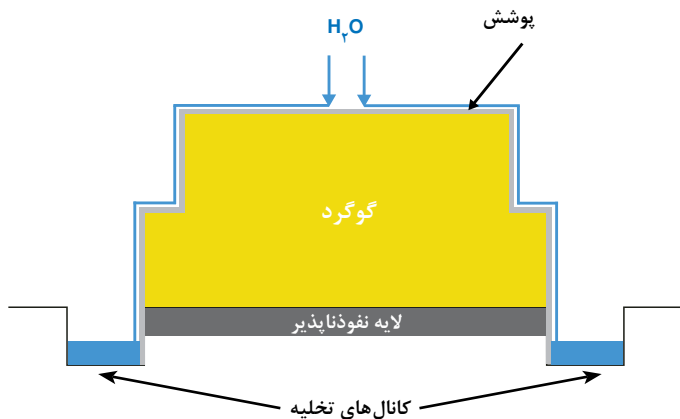 H₂O
پوشش
گوگرد
لایه نفوذناپذیر
کانال‌های تخلیه